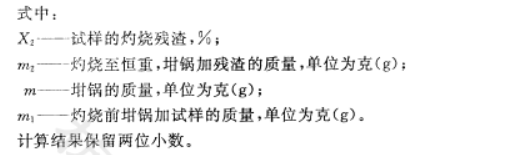 式中：
X₂——试样的灼烧残渣，%；
m₂——灼烧至恒重，坩锅加残渣的质量，单位为克(g)；
m——坩锅的质量，单位为克(g)；
m₁——灼烧前坩锅加试样的质量，单位为克(g)。
计算结果保留两位小数。